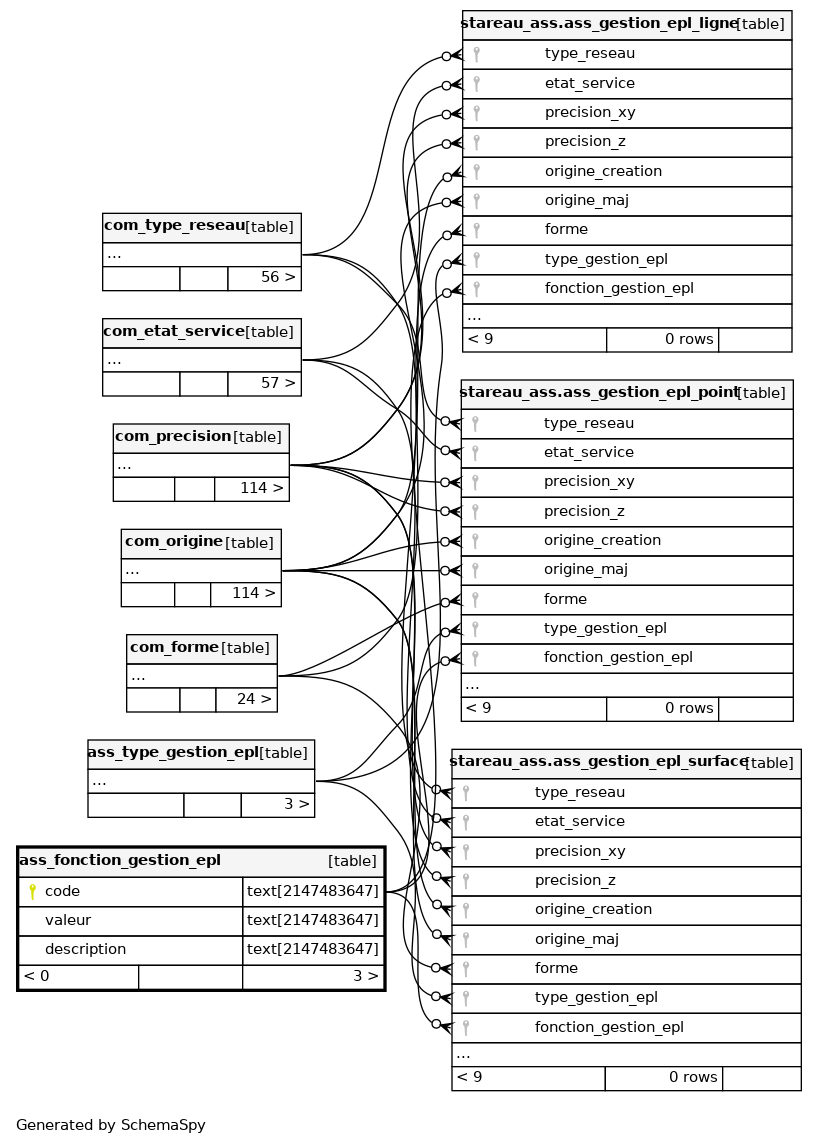 stareau_ass.ass_gestion_epl_ligne [table]
type_reseau
etat_service
precision_xy
precision_z
origine_creation
origine_maj
forme
type_gestion_epl
fonction_gestion_epl
...
< 9 0 rows
com_type_reseau [table]
...
56 >
com_etat_service [table]
...
57 >
com_precision [table]
...
114 >
com_origine [table]
...
114 >
com_forme [table]
...
24 >
ass_type_gestion_epl [table]
...
3 >
ass_fonction_gestion_epl [table]
code text[2147483647]
valeur text[2147483647]
description text[2147483647]
< 0 3 >
stareau_ass.ass_gestion_epl_point [table]
type_reseau
etat_service
precision_xy
precision_z
origine_creation
origine_maj
forme
type_gestion_epl
fonction_gestion_epl
...
< 9 0 rows
stareau_ass.ass_gestion_epl_surface [table]
type_reseau
etat_service
precision_xy
precision_z
origine_creation
origine_maj
forme
type_gestion_epl
fonction_gestion_epl
...
< 9 0 rows
Generated by SchemaSpy